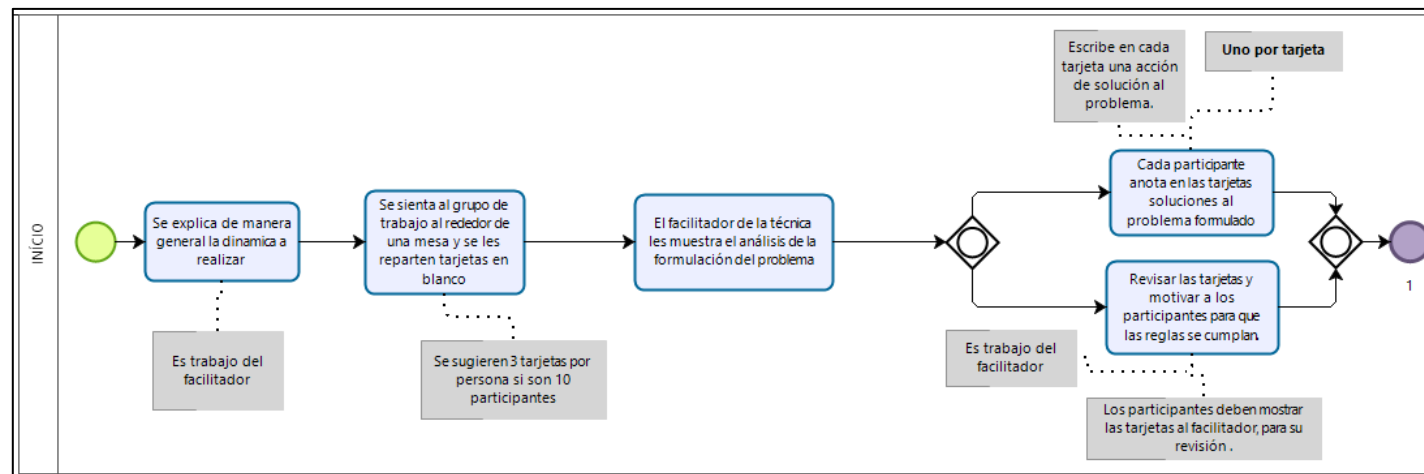 INÍCIO
Se explica de manera
general la dinamica a
realizar
Es trabajo del
facilitador
Se sienta al grupo de
trabajo al rededor de
una mesa y se les
reparten tarjetas en
blanco
Se sugieren 3 tarjetas por
persona si son 10
participantes
El facilitador de la técnica
les muestra el análisis de la
formulación del problema
Escribe en cada
tarjeta una acción
de solución al
problema.
Uno por tarjeta
Cada participante
anota en las tarjetas
soluciones al
problema formulado
Revisar las tarjetas y
motivar a los
participantes para que
las reglas se cumplan.
Es trabajo del
facilitador
Los participantes deben mostrar
las tarjetas al facilitador, para su
revisión .
1